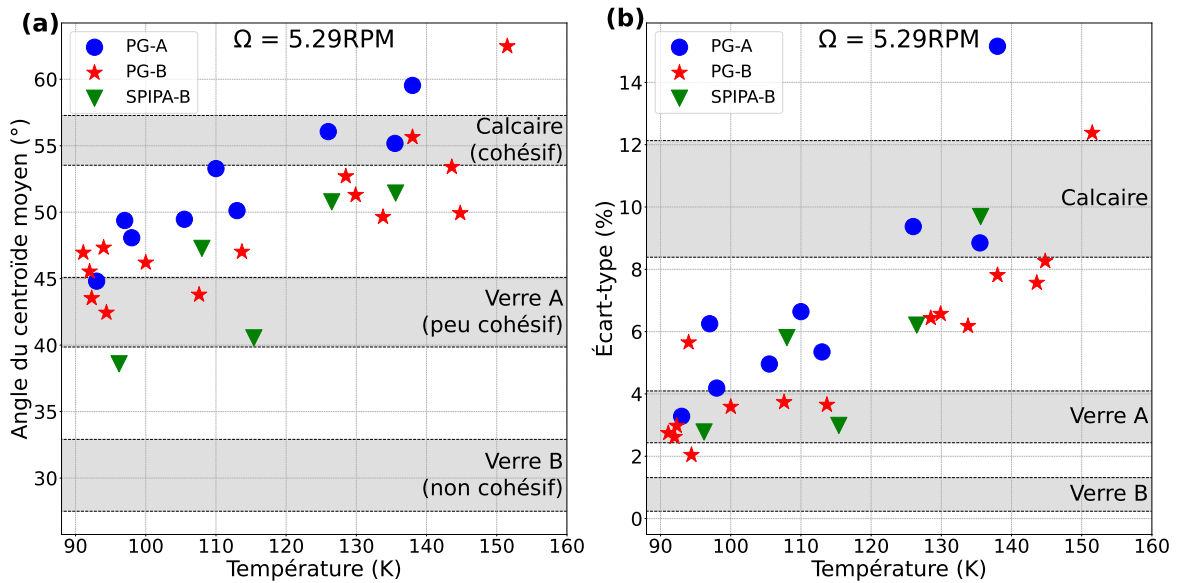 (a)
Ω = 5.29RPM
PG-A
PG-B
SPIPA-B
Calcaire
(cohésif)
Verre A
(peu cohésif)
Verre B
(non cohésif)
Angle du centroïde moyen (°)
60
55
50
45
40
35
30
90 100 110 120 130 140 150 160
Température (K)
(b)
Ω = 5.29RPM
PG-A
PG-B
SPIPA-B
Calcaire
Verre A
Verre B
Écart-type (%)
14
12
10
8
6
4
2
0
90 100 110 120 130 140 150 160
Température (K)